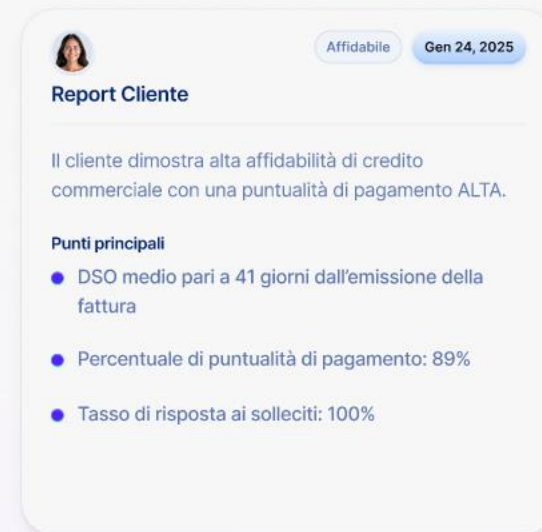 Affidabile
Gen 24, 2025
Report Cliente
Il cliente dimostra alta affidabilità di credito
commerciale con una puntualità di pagamento ALTA.
Punti principali
DSO medio pari a 41 giorni dall'emissione della
fattura
Percentuale di puntualità di pagamento: 89%
Tasso di risposta ai solleciti: 100%